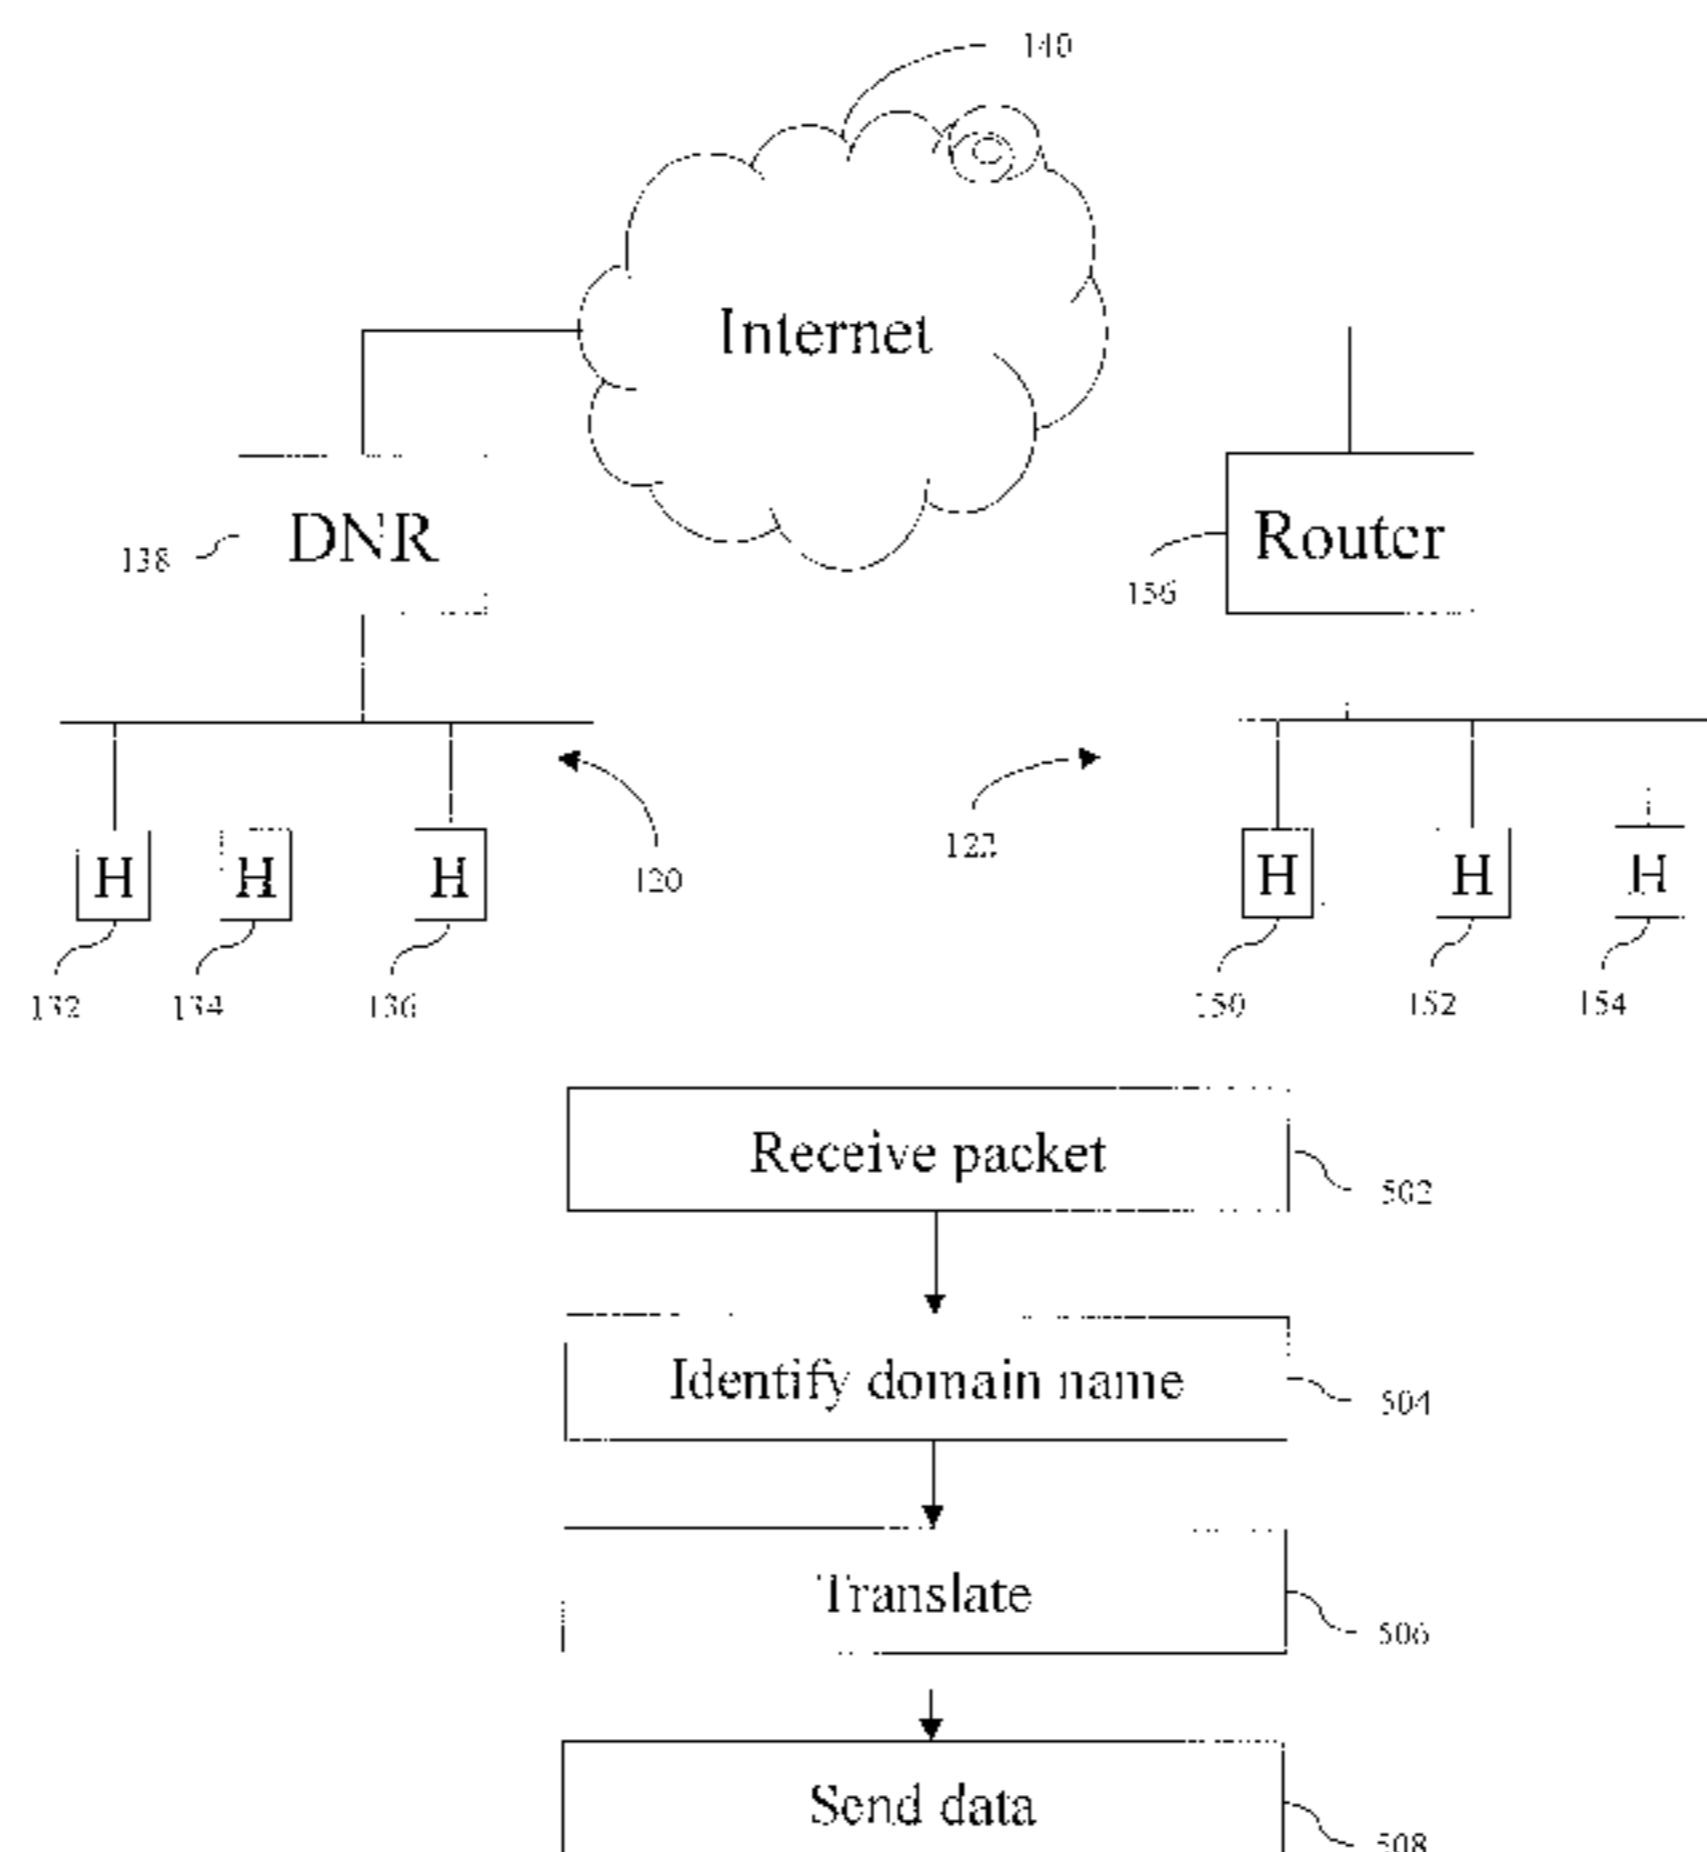 140
Internet
DNR
138
Router
156
120
122
H H H H H H
132 134 136 150 152 154
Receive packet
502
Identify domain name
504
Translate
506
Send data
508